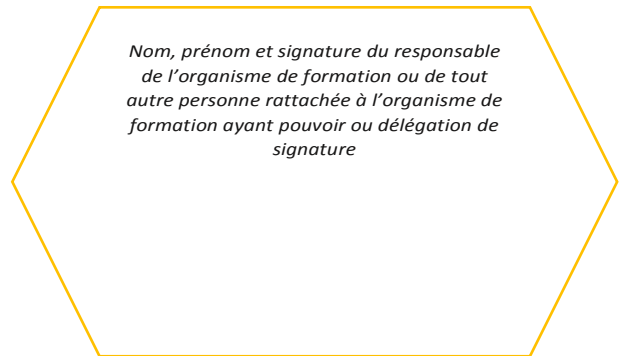 Nom, prénom et signature du responsable
de l’organisme de formation ou de tout
autre personne rattachée à l’organisme de
formation ayant pouvoir ou délégation de
signature